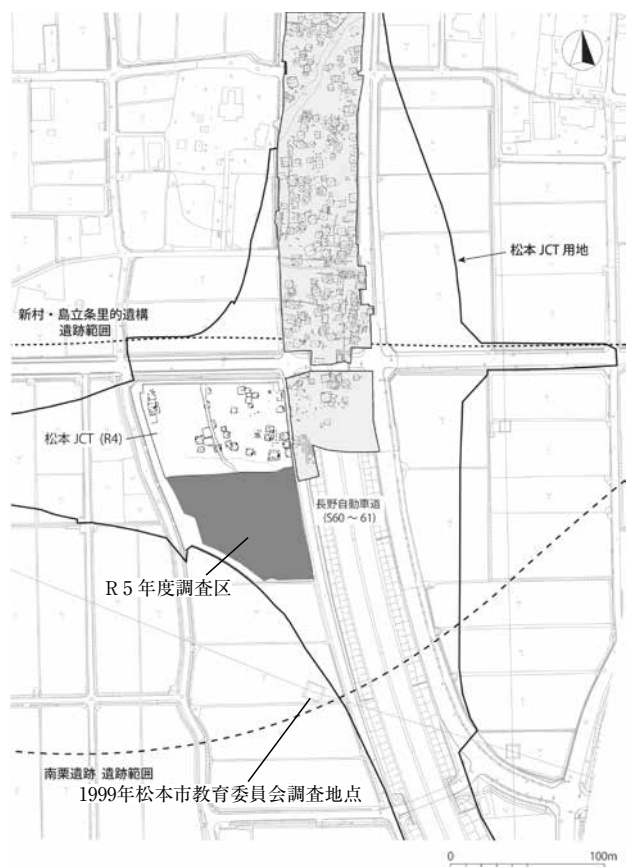 松本 JCT 用地
新村・島立条里的遺構
遺跡範囲
松本 JCT (R4)
長野自動車道
(S60 ~ 61)
R 5 年度調査区
南栗遺跡 遺跡範囲
1999年松本市教育委員会調査地点
0 100m